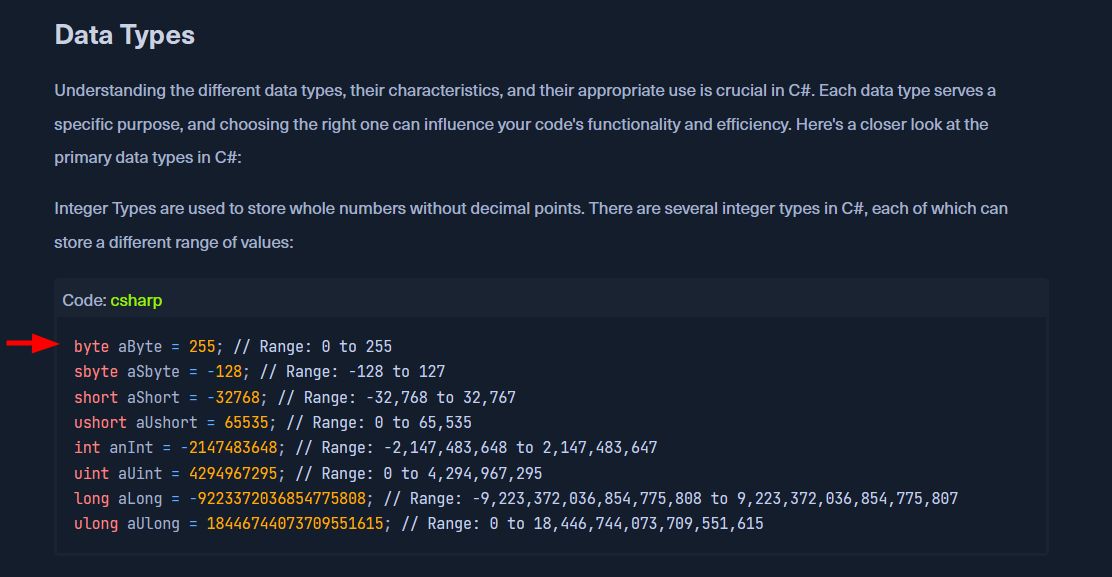 Data Types
Understanding the different data types, their characteristics, and their appropriate use is crucial in C#. Each data type serves a
specific purpose, and choosing the right one can influence your code's functionality and efficiency. Here's a closer look at the
primary data types in C#:
Integer Types are used to store whole numbers without decimal points. There are several integer types in C#, each of which can
store a different range of values:
Code: csharp
byte aByte = 255; // Range: 0 to 255
sbyte aSbyte = -128; // Range: -128 to 127
short aShort = -32768; // Range: -32,768 to 32,767
ushort aUshort = 65535; // Range: 0 to 65,535
int anInt = -2147483648; // Range: -2,147,483,648 to 2,147,483,647
uint aUint = 4294967295; // Range: 0 to 4,294,967,295
long aLong = -9223372036854775808; // Range: -9,223,372,036,854,775,808 to 9,223,372,036,854,775,807
ulong aUlong = 18446744073709551615; // Range: 0 to 18,446,744,073,709,551,615